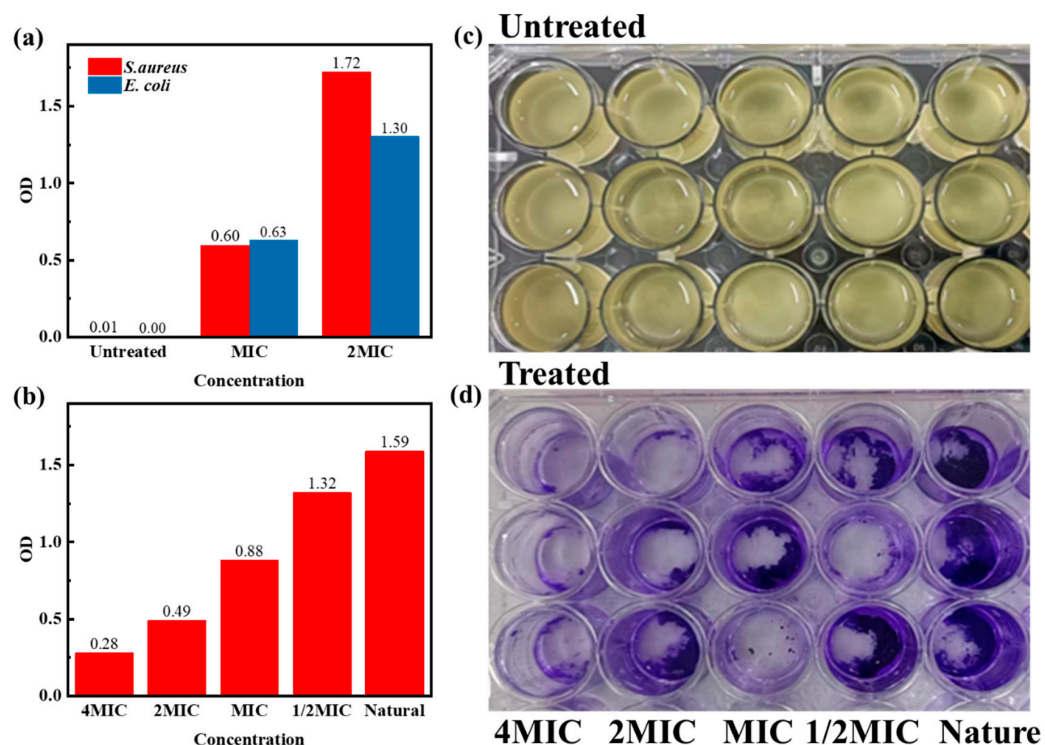 (a)
S.aureus
E. coli
OD
1.5
1.0
0.5
0.0
0.01
0.00
0.60
0.63
1.72
1.30
Untreated MIC 2MIC
Concentration
(b)
OD
1.5
1.0
0.5
0.0
0.28
0.49
0.88
1.32
1.59
4MIC 2MIC MIC 1/2MIC Natural
Concentration
(c)
Untreated
(d)
Treated
4MIC 2MIC MIC 1/2MIC Nature